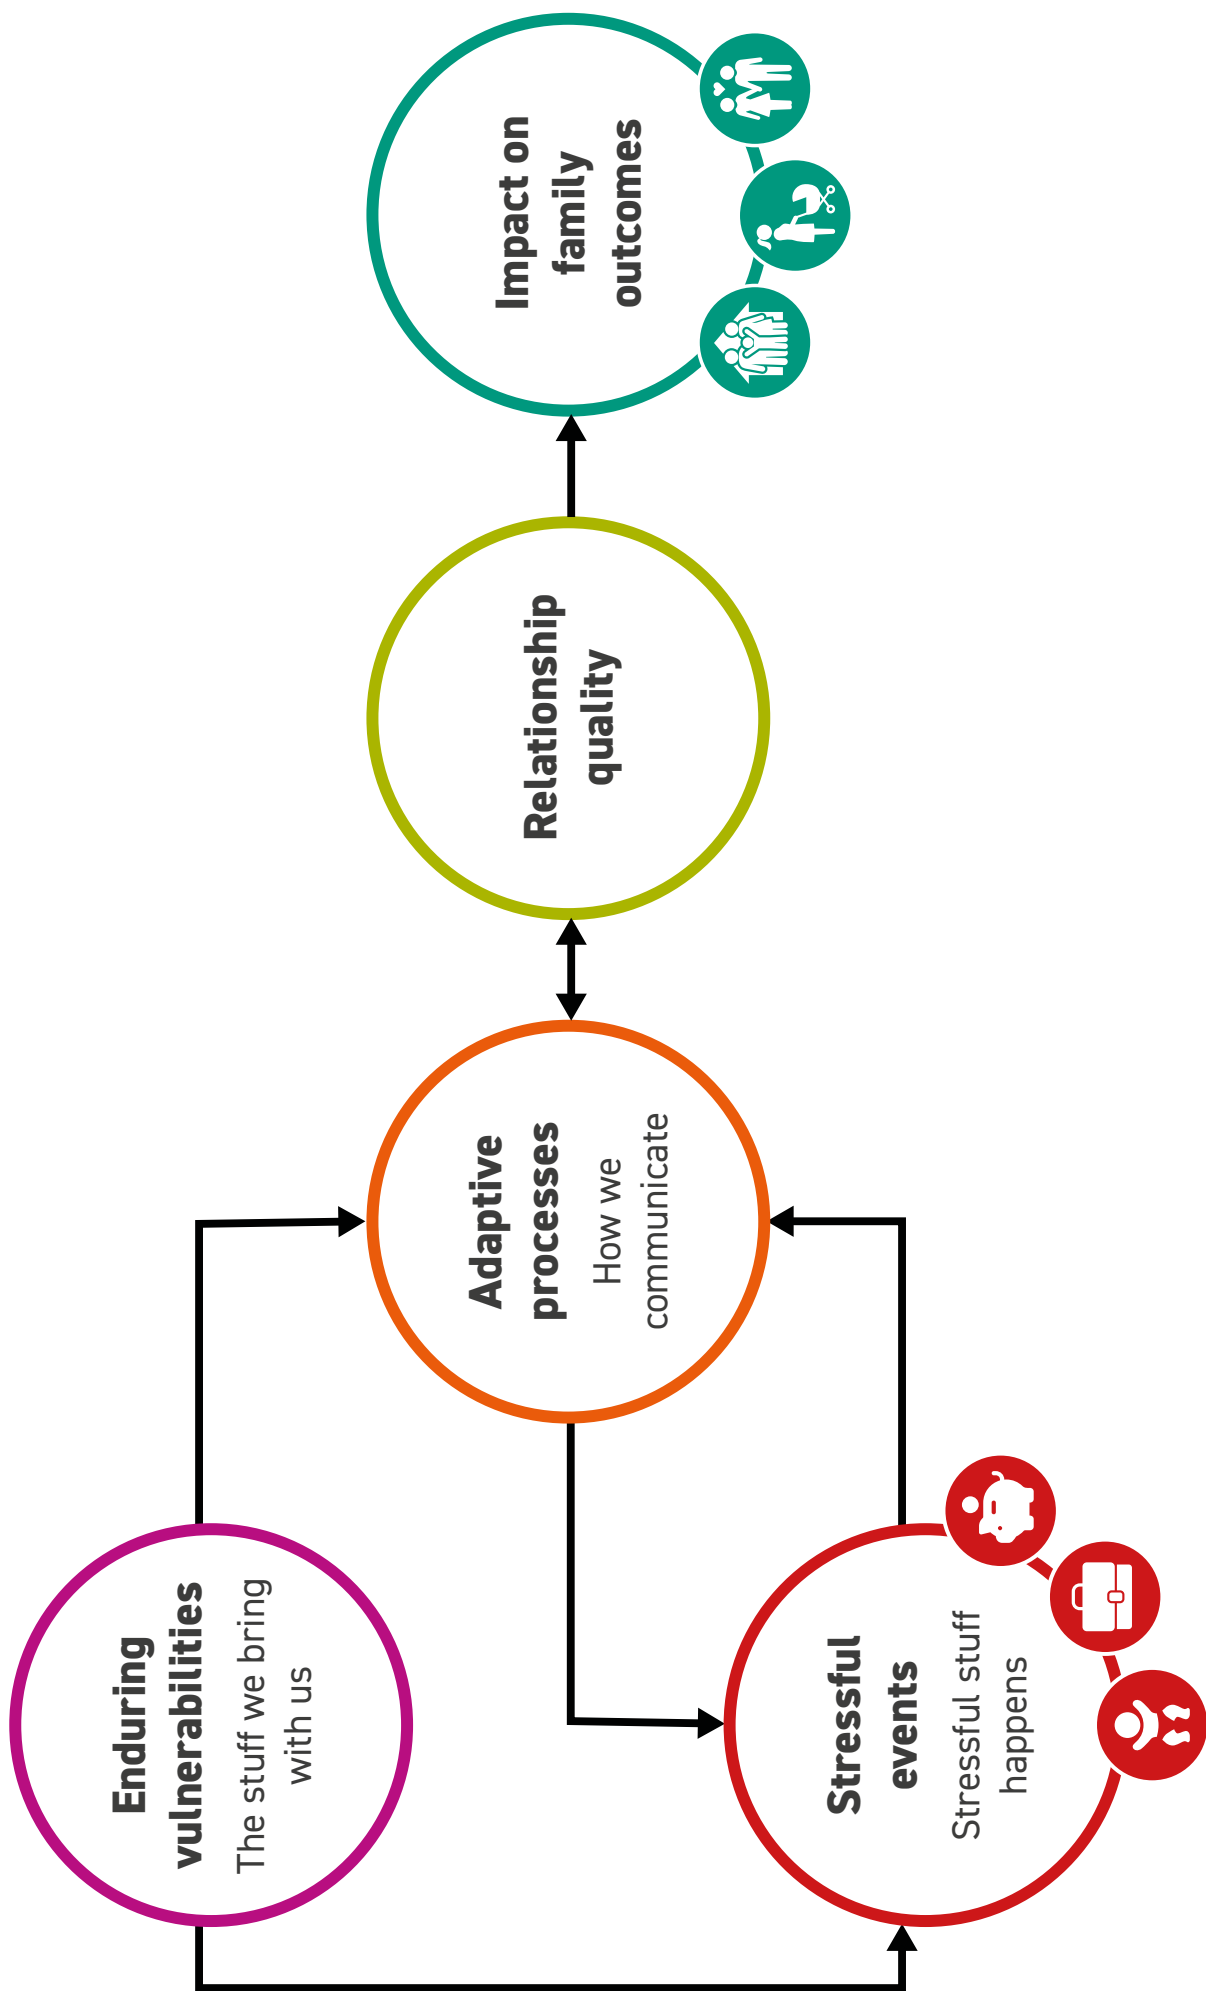 Enduring
vulnerabilities
The stuff we bring
with us
Stressful
events
Stressful stuff
happens
Adaptive
processes
How we
communicate
Relationship
quality
Impact on
family
outcomes